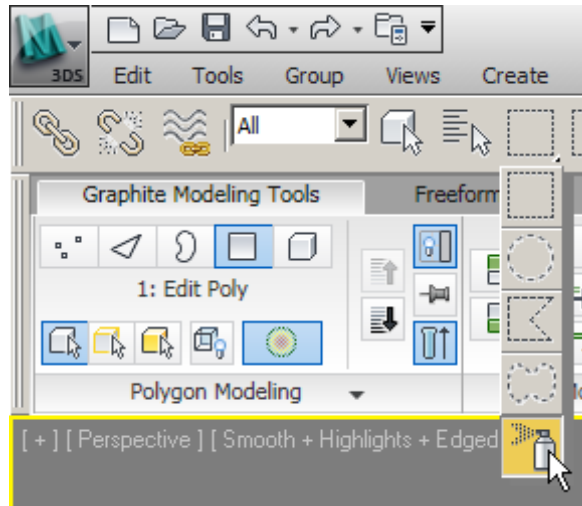 3DS Edit Tools Group Views Create
All
Graphite Modeling Tools Freeform
1: Edit Poly
Polygon Modeling
[ + ] [ Perspective ] [ Smooth + Highlights + Edged